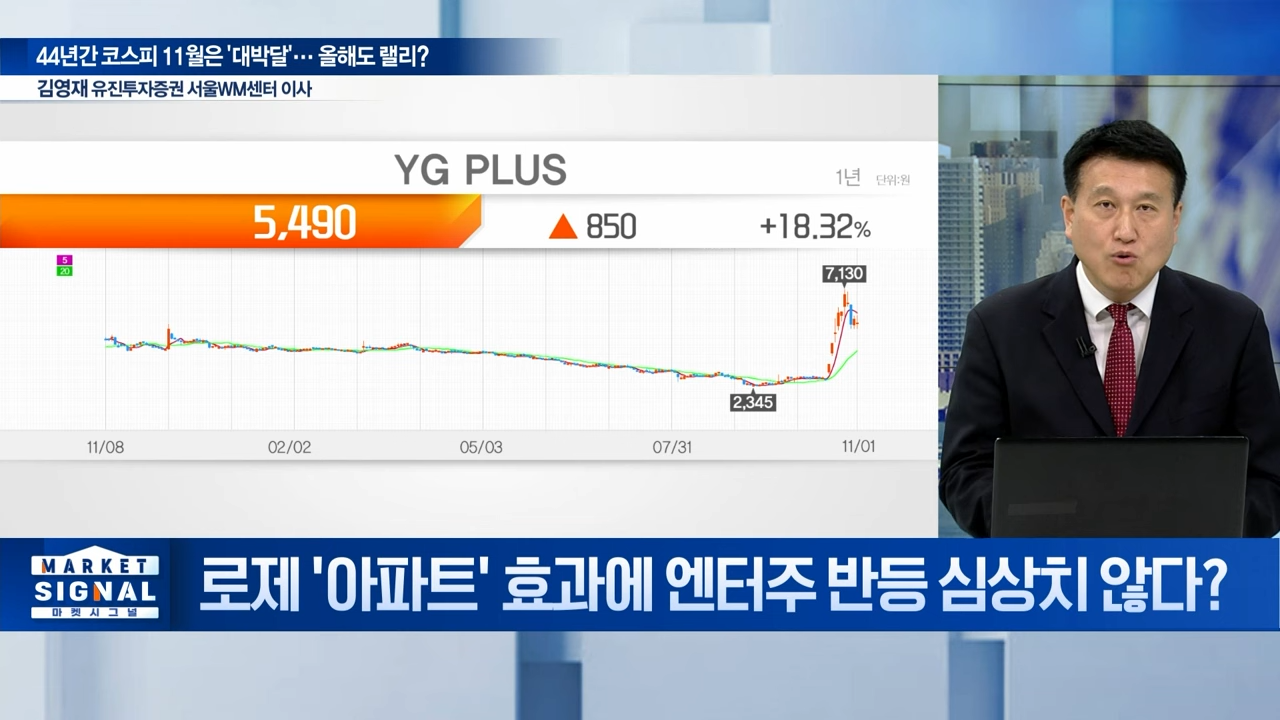 44년간 코스피 11월은 '대박달'… 올해도 랠리?
김영재 유진투자증권 서울WM센터 이사
YG PLUS
1년 단위:원
5,490 ▲ 850 +18.32%
5
20
7,130
2,345
11/08 02/02 05/03 07/31 11/01
MARKET
SIGNAL
마켓시그널
로제 '아파트' 효과에 엔터주 반등 심상치 않다?